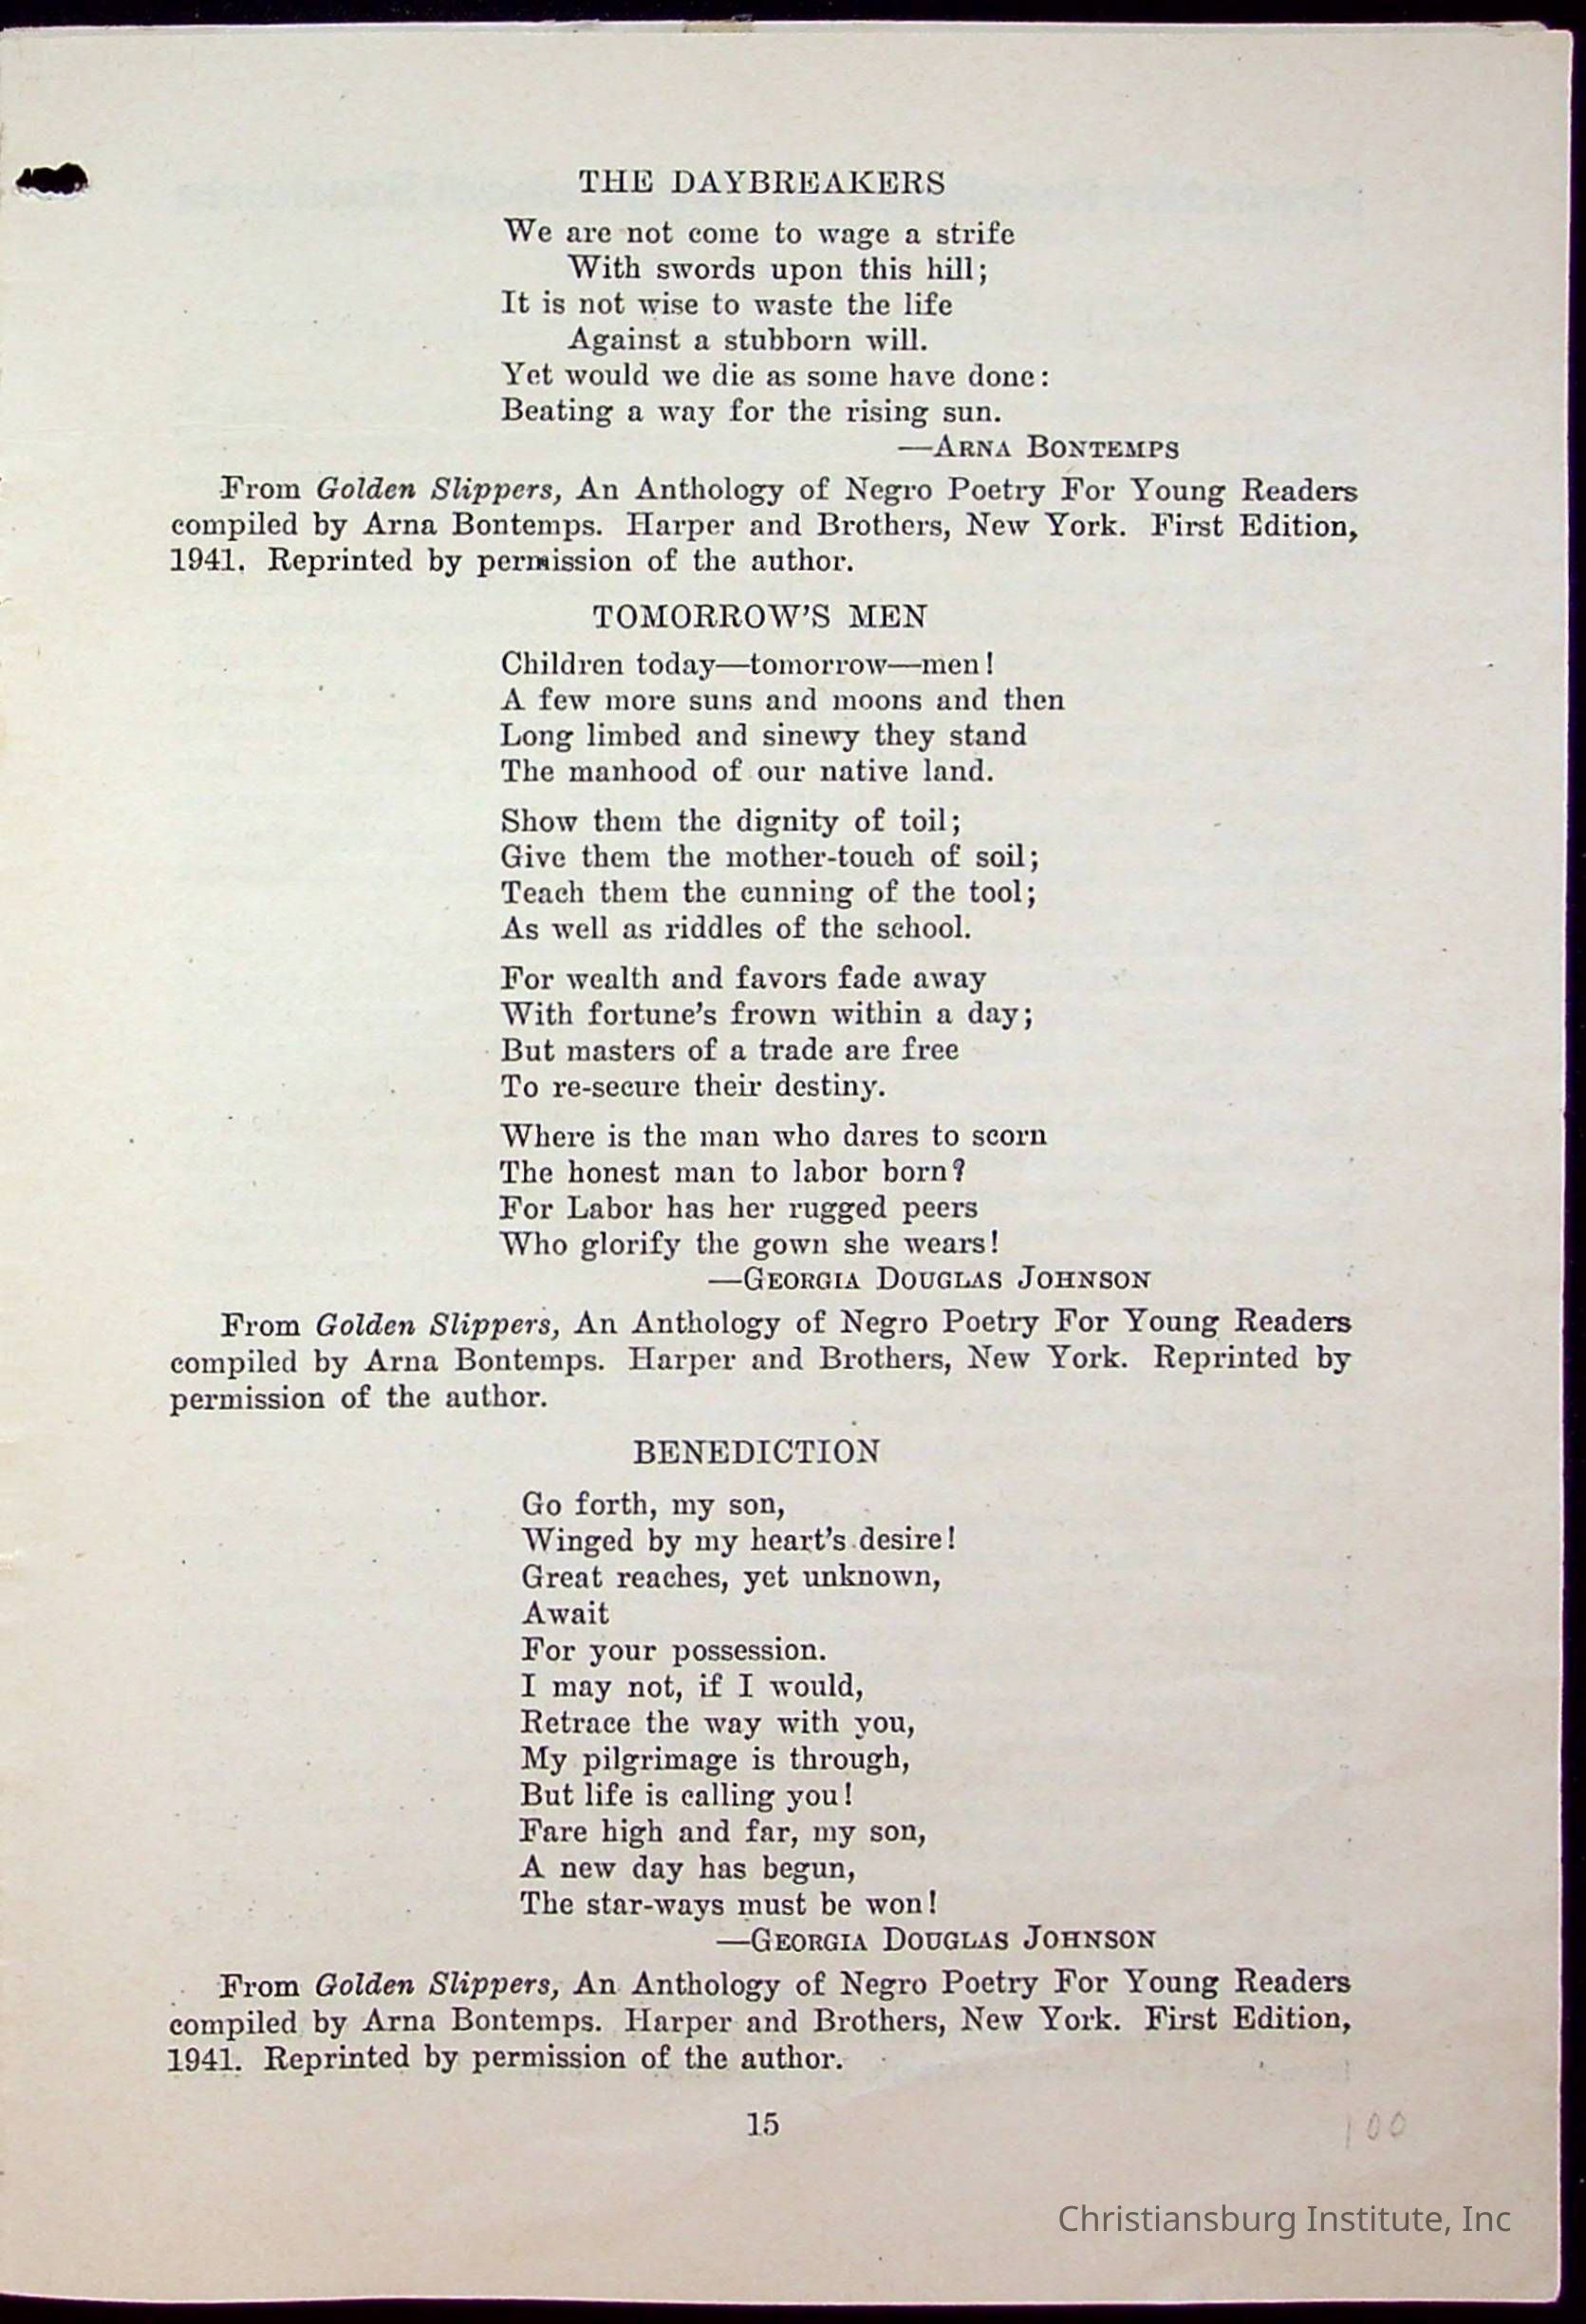 THE DAYBREAKERS
We are not come to wage a strife
With swords upon this hill;
It is not wise to waste the life
Against a stubborn will.
Yet would we die as some have done:
Beating a way for the rising sun.
—ARNA BONTEMPS
From Golden Slippers, An Anthology of Negro Poetry For Young Readers
compiled by Arna Bontemps. Harper and Brothers, New York. First Edition,
1941. Reprinted by permission of the author.
TOMORROW'S MEN
Children today—tomorrow—men!
A few more suns and moons and then
Long limbed and sinewy they stand
The manhood of our native land.
Show them the dignity of toil;
Give them the mother-touch of soil;
Teach them the cunning of the tool;
As well as riddles of the school.
For wealth and favors fade away
With fortune's frown within a day;
But masters of a trade are free
To re-secure their destiny.
Where is the man who dares to scorn
The honest man to labor born?
For Labor has her rugged peers
Who glorify the gown she wears!
—GEORGIA DOUGLAS JOHNSON
From Golden Slippers, An Anthology of Negro Poetry For Young Readers
compiled by Arna Bontemps. Harper and Brothers, New York. Reprinted by
permission of the author.
BENEDICTION
Go forth, my son,
Winged by my heart's desire!
Great reaches, yet unknown,
Await
For your possession.
I may not, if I would,
Retrace the way with you,
My pilgrimage is through,
But life is calling you!
Fare high and far, my son,
A new day has begun,
The star-ways must be won!
—GEORGIA DOUGLAS JOHNSON
From Golden Slippers, An Anthology of Negro Poetry For Young Readers
compiled by Arna Bontemps. Harper and Brothers, New York. First Edition,
1941. Reprinted by permission of the author.
15
100
Christiansburg Institute, Inc